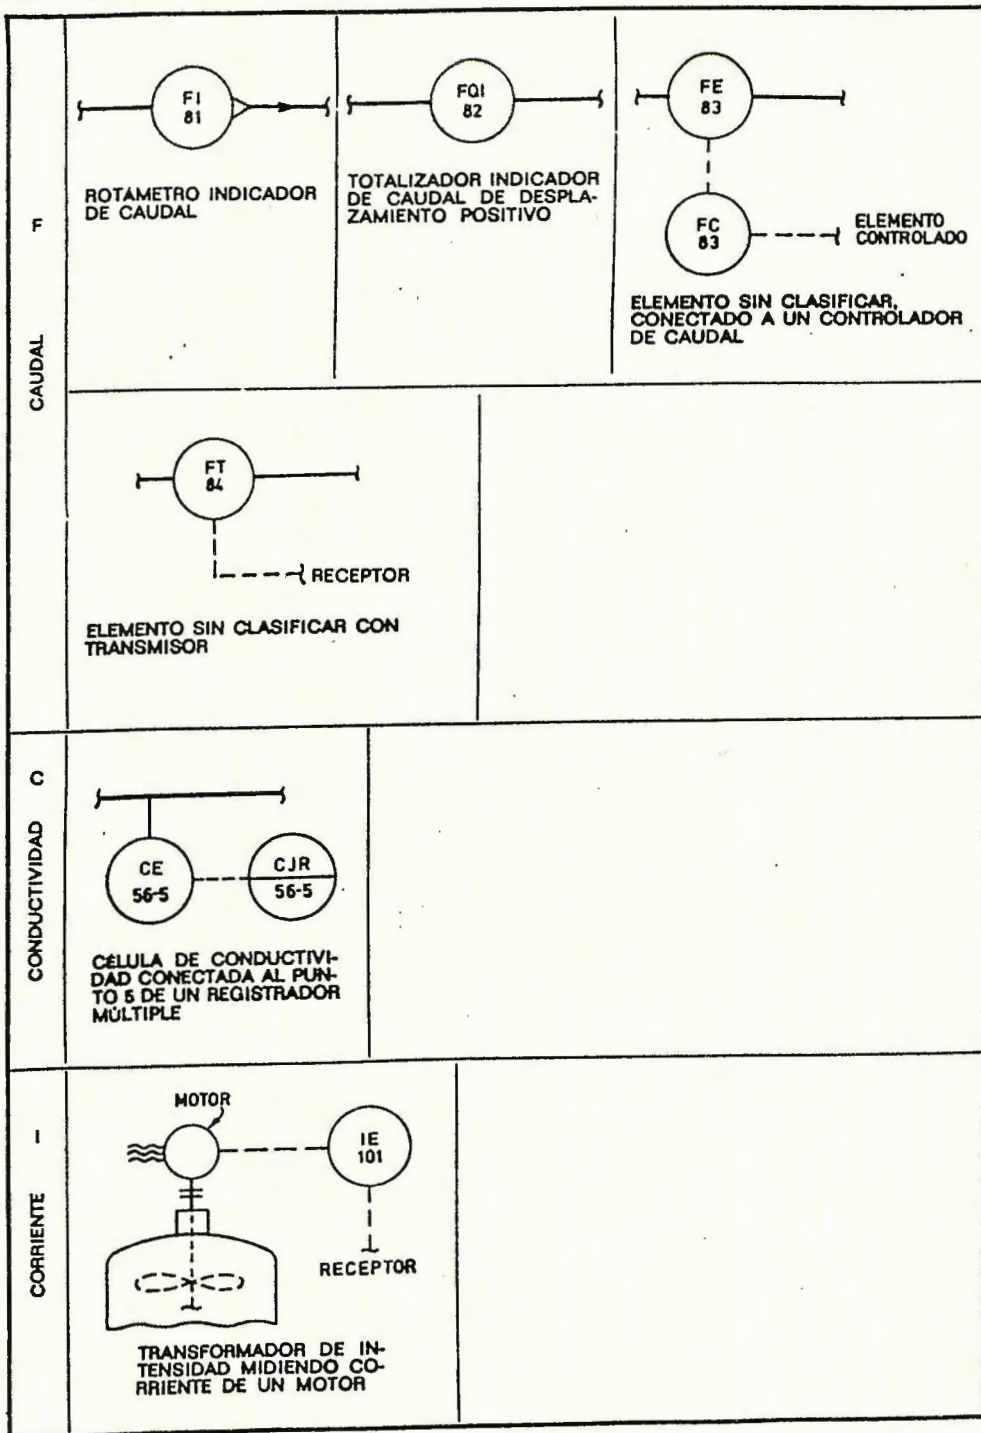 F
CAUDAL
FI
81
ROTAMETRO INDICADOR
DE CAUDAL
FQI
82
TOTALIZADOR INDICADOR
DE CAUDAL DE DESPLA-
ZAMIENTO POSITIVO
FE
83
FC
83
ELEMENTO
CONTROLADO
ELEMENTO SIN CLASIFICAR,
CONECTADO A UN CONTROLADOR
DE CAUDAL
FT
84
RECEPTOR
ELEMENTO SIN CLASIFICAR CON
TRANSMISOR
C
CONDUCTIVIDAD
CE
56-5
CJR
56-5
CÉLULA DE CONDUCTIVI-
DAD CONECTADA AL PUN-
TO 5 DE UN REGISTRADOR
MÚLTIPLE
I
CORRIENTE
MOTOR
IE
101
RECEPTOR
TRANSFORMADOR DE IN-
TENSIDAD MIDIENDO CO-
RRIENTE DE UN MOTOR